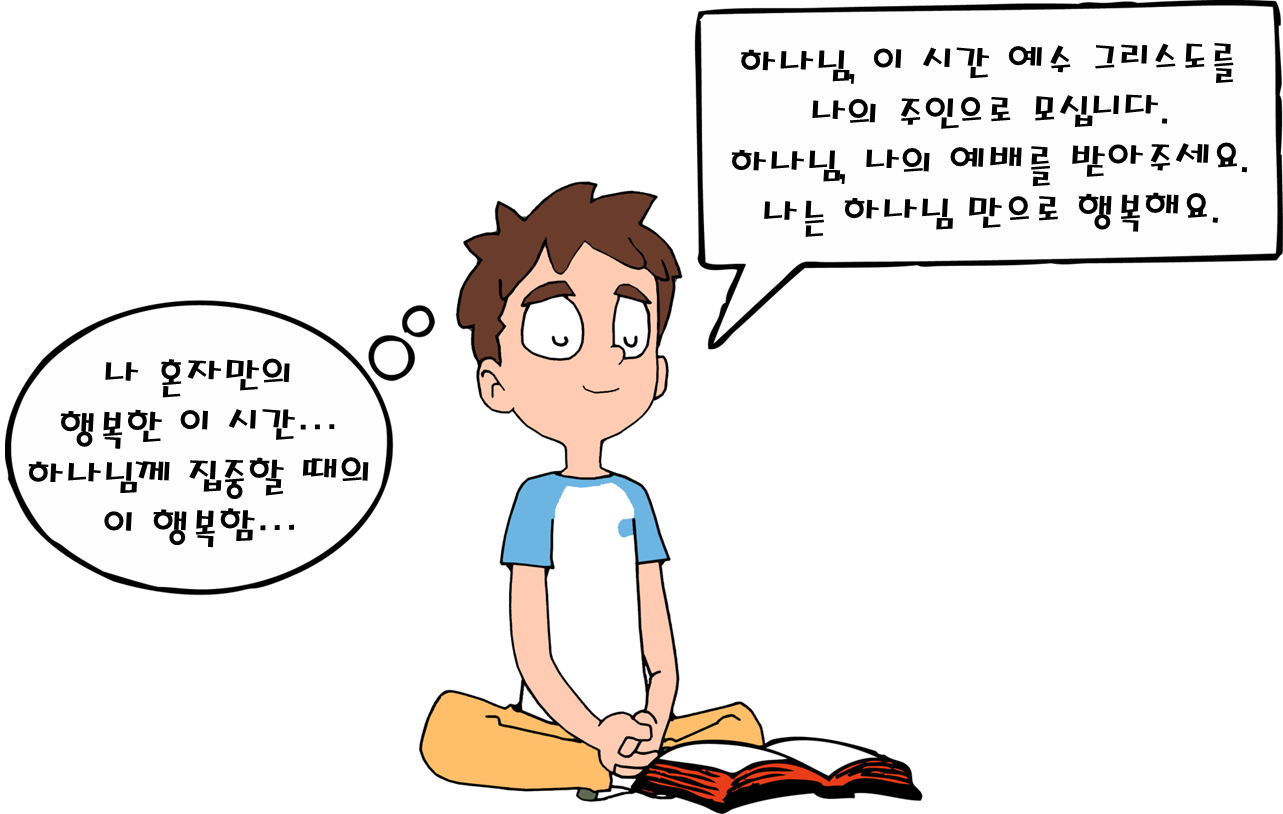 하나님, 이 시간 예수 그리스도를
나의 주인으로 모십니다.
하나님, 나의 예배를 받아주세요.
나는 하나님 만으로 행복해요.
나 혼자만의
행복한 이 시간...
하나님께 집중할 때의
이 행복함...